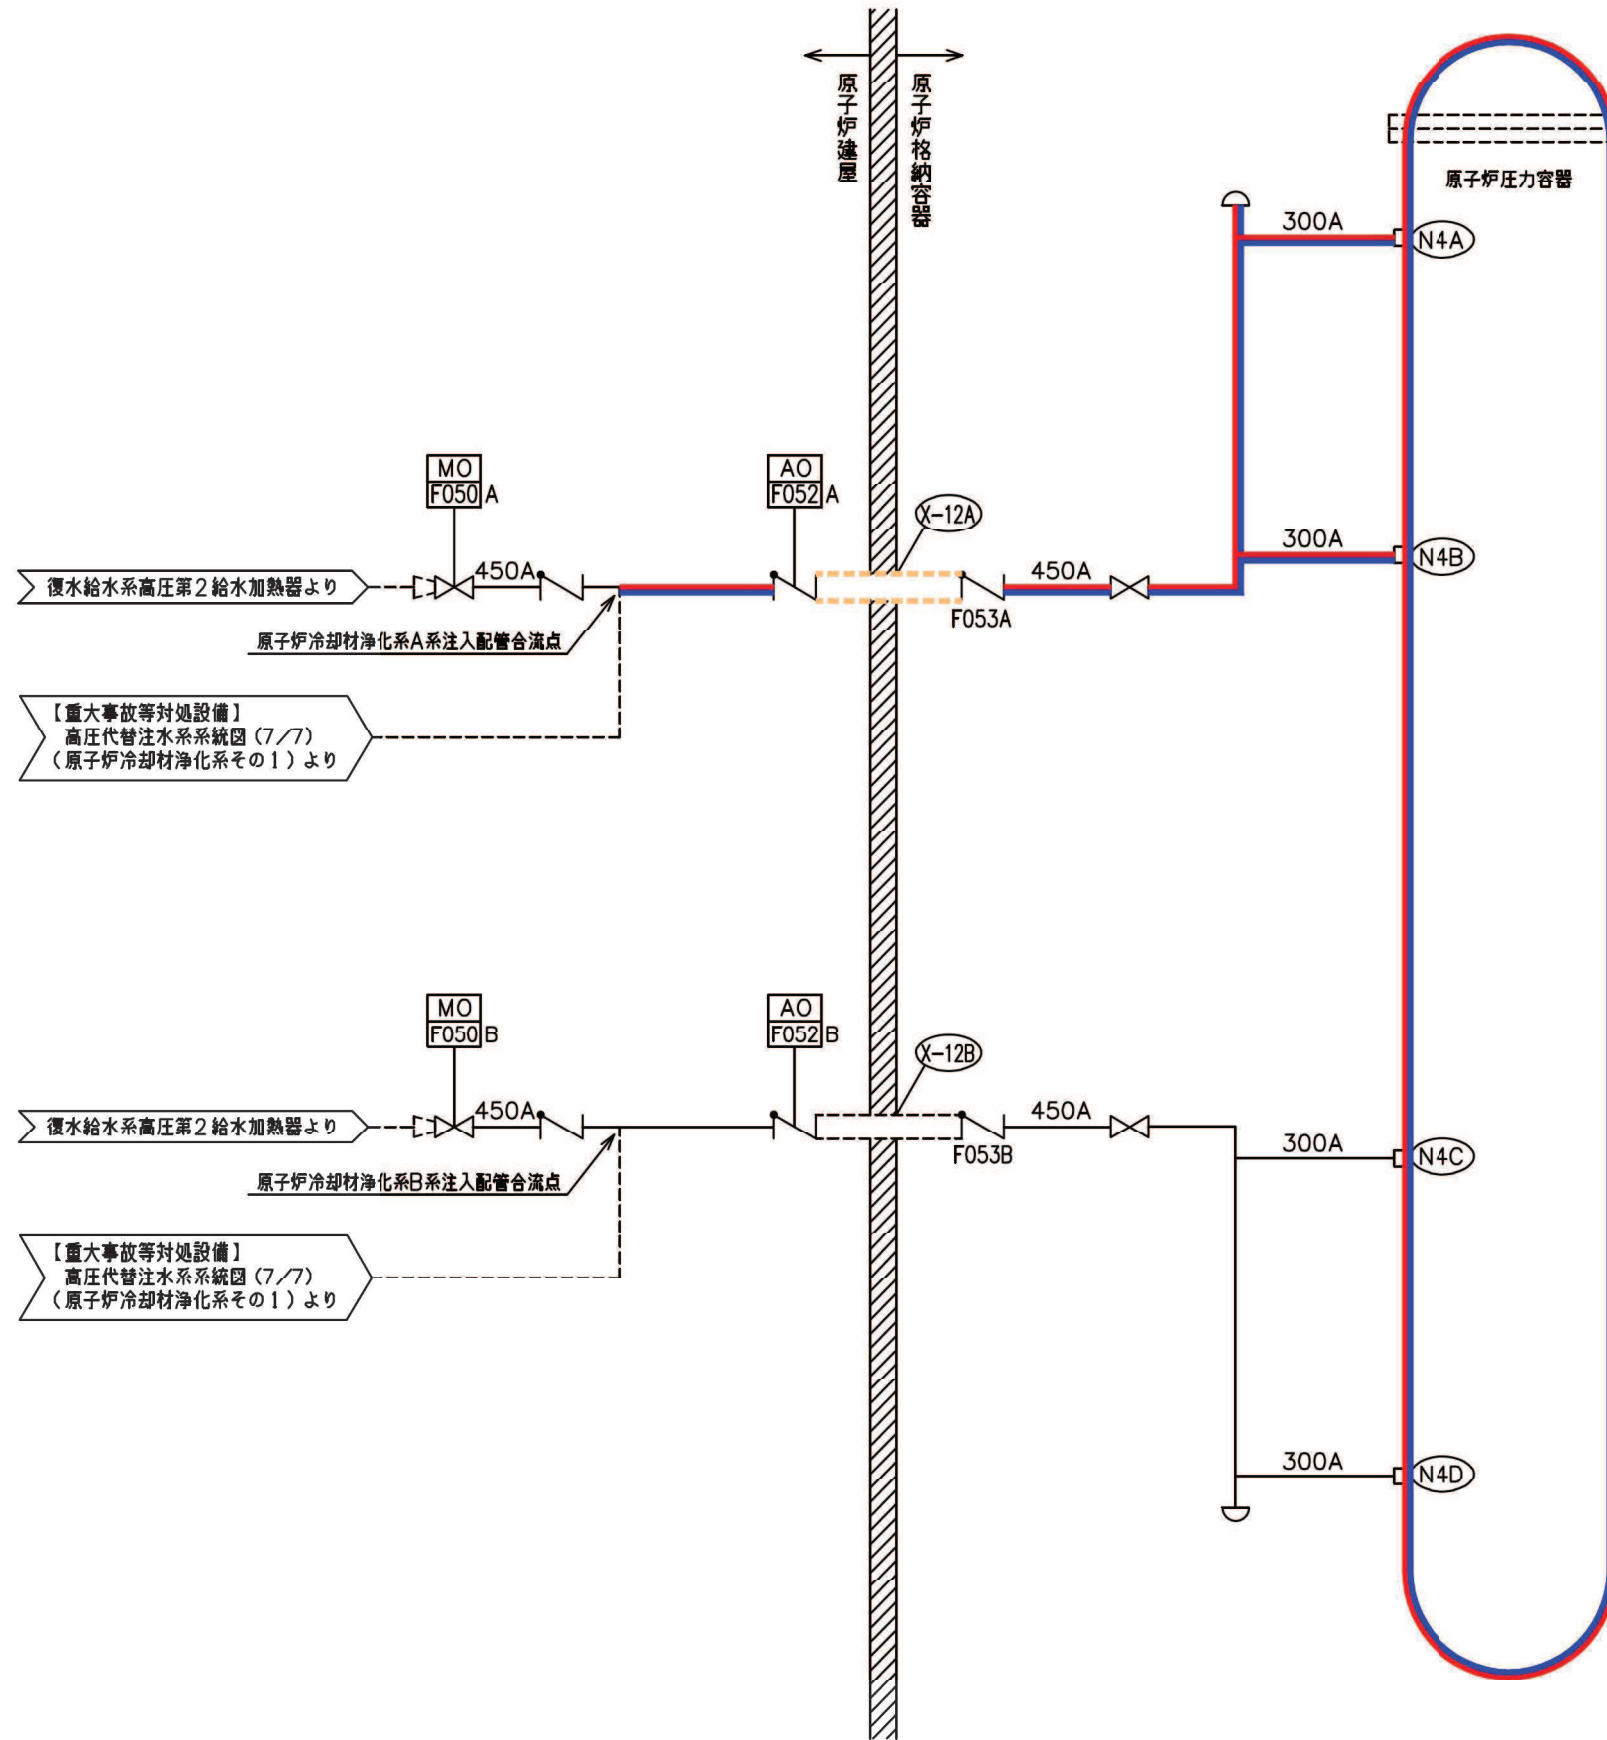 原子炉建屋
原子炉格納容器
原子炉圧力容器
300A
N4A
300A
N4B
MO
F050 A
AO
F052 A
X-12A
復水給水系高圧第2給水加熱器より
450A
450A
F053A
原子炉冷却材浄化系A系注入配管合流点
【重大事故等対処設備】
高圧代替注水系系統図(7/7)
(原子炉冷却材浄化系その1)より
MO
F050 B
AO
F052 B
X-12B
復水給水系高圧第2給水加熱器より
450A
450A
F053B
300A
N4C
原子炉冷却材浄化系B系注入配管合流点
【重大事故等対処設備】
高圧代替注水系系統図(7/7)
(原子炉冷却材浄化系その1)より
300A
N4D